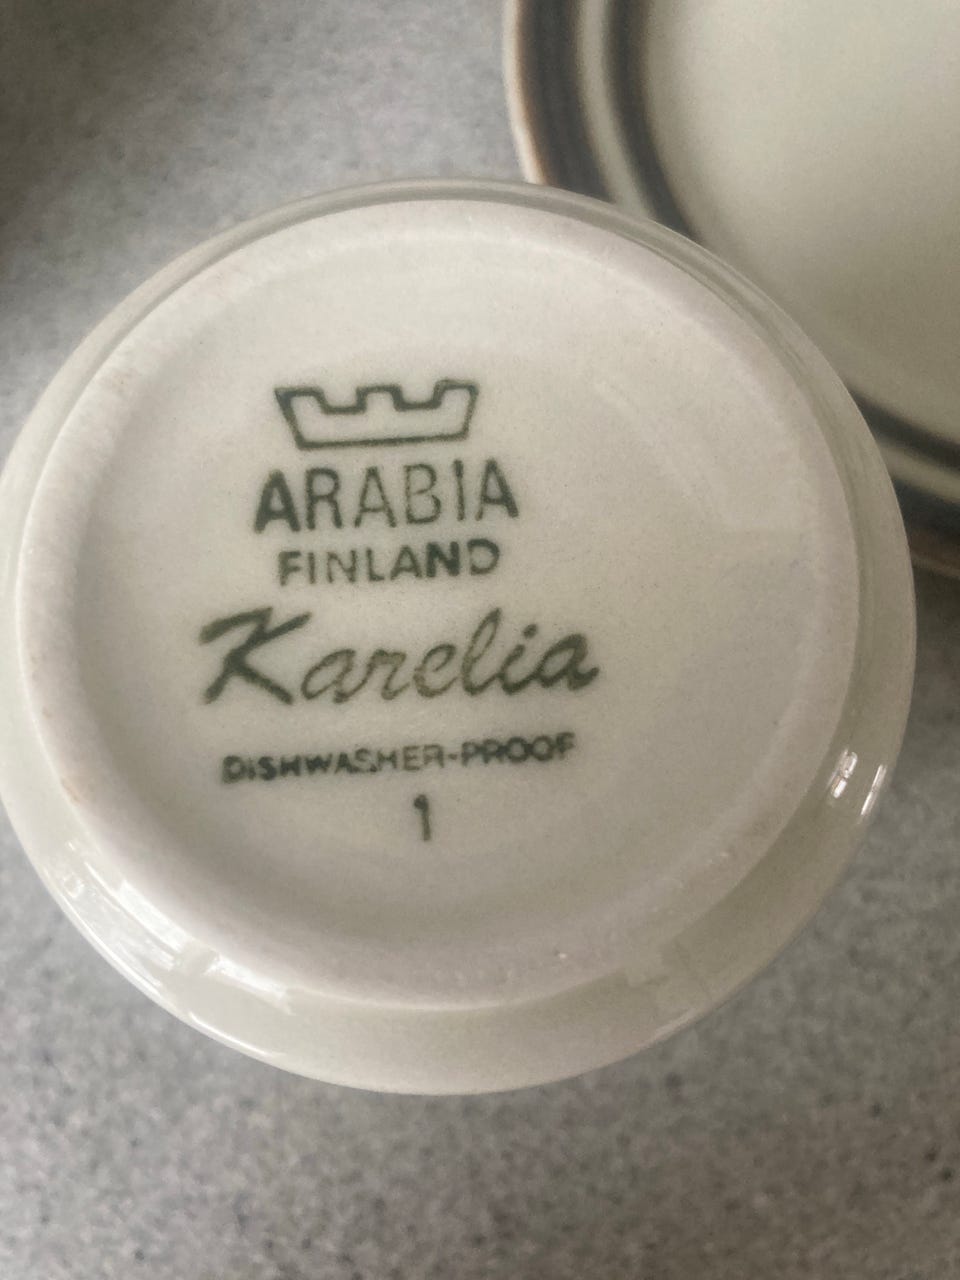 ARABIA
FINLAND
Karelia
DISHWASHER-PROOF
1